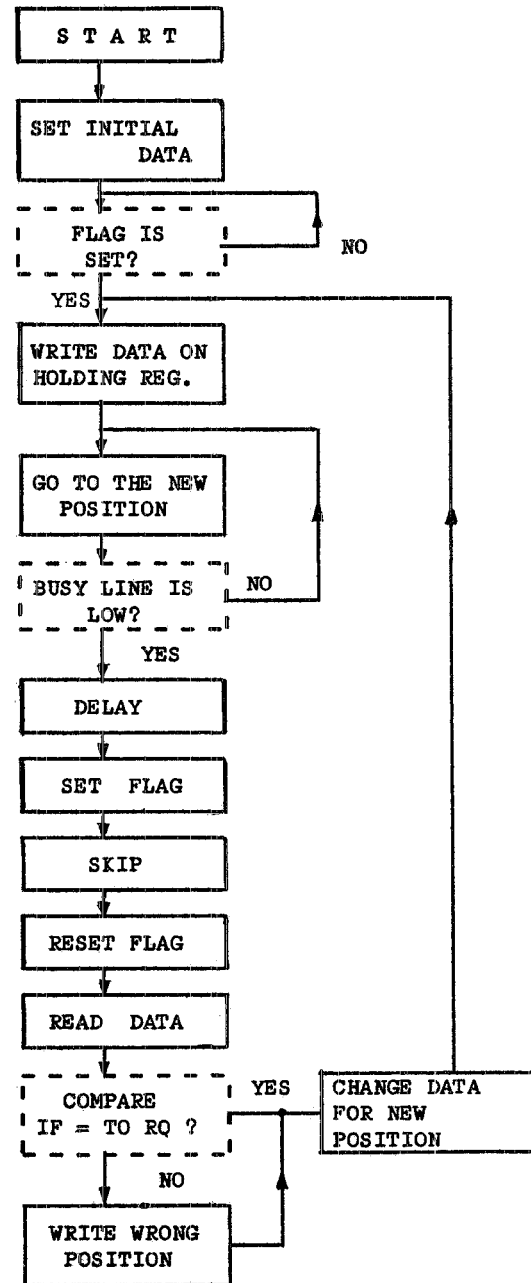 S T A R T
SET INITIAL
DATA
FLAG IS
SET?
NO
YES
WRITE DATA ON
HOLDING REG.
GO TO THE NEW
POSITION
BUSY LINE IS
LOW?
NO
YES
DELAY
SET FLAG
SKIP
RESET FLAG
READ DATA
COMPARE
IF = TO RQ ?
YES
CHANGE DATA
FOR NEW
POSITION
NO
WRITE WRONG
POSITION